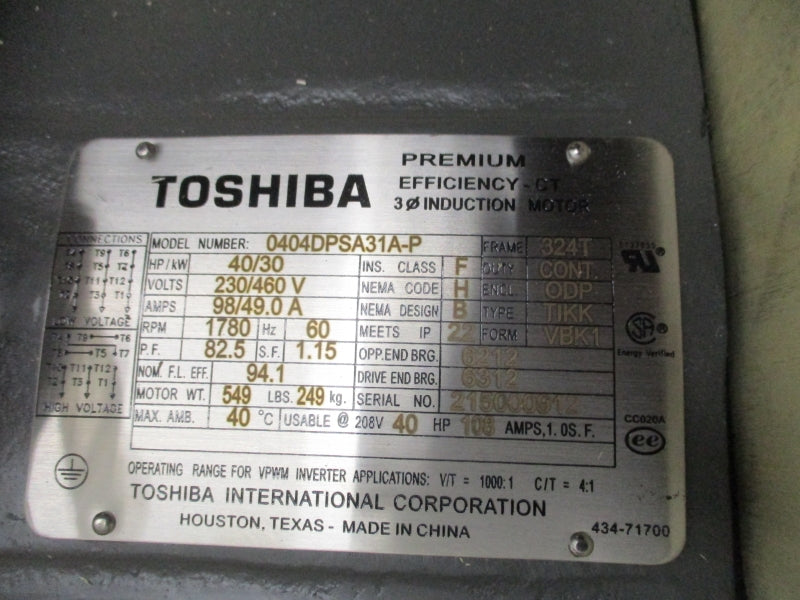 PREMIUM
EFFICIENCY - CT
TOSHIBA 3Ø INDUCTION MOTOR
CONNECTIONS
MODEL NUMBER: 0404DPSA31A-P FRAME 324T
HP/kW 40/30 INS. CLASS F DUTY CONT.
VOLTS 230/460 V NEMA CODE H ENCL ODP
AMPS 98/49.0 A NEMA DESIGN B TYPE TIKK
RPM 1780 Hz 60 MEETS IP 22 FORM VBK1
P.F. 82.5 S.F. 1.15 OPP.END BRG. 6212
NOM. F.L. EFF. 94.1 DRIVE END BRG. 6312
MOTOR WT. 549 LBS. 249 kg. SERIAL NO.
MAX. AMB. 40 °C USABLE @ 208V 40 HP AMPS,1.0S.F.
LOW VOLTAGE
HIGH VOLTAGE
Energy Verified
CC020A
ee
OPERATING RANGE FOR VPWM INVERTER APPLICATIONS: V/T = 1000:1 C/T = 4:1
TOSHIBA INTERNATIONAL CORPORATION
HOUSTON, TEXAS - MADE IN CHINA
434-71700